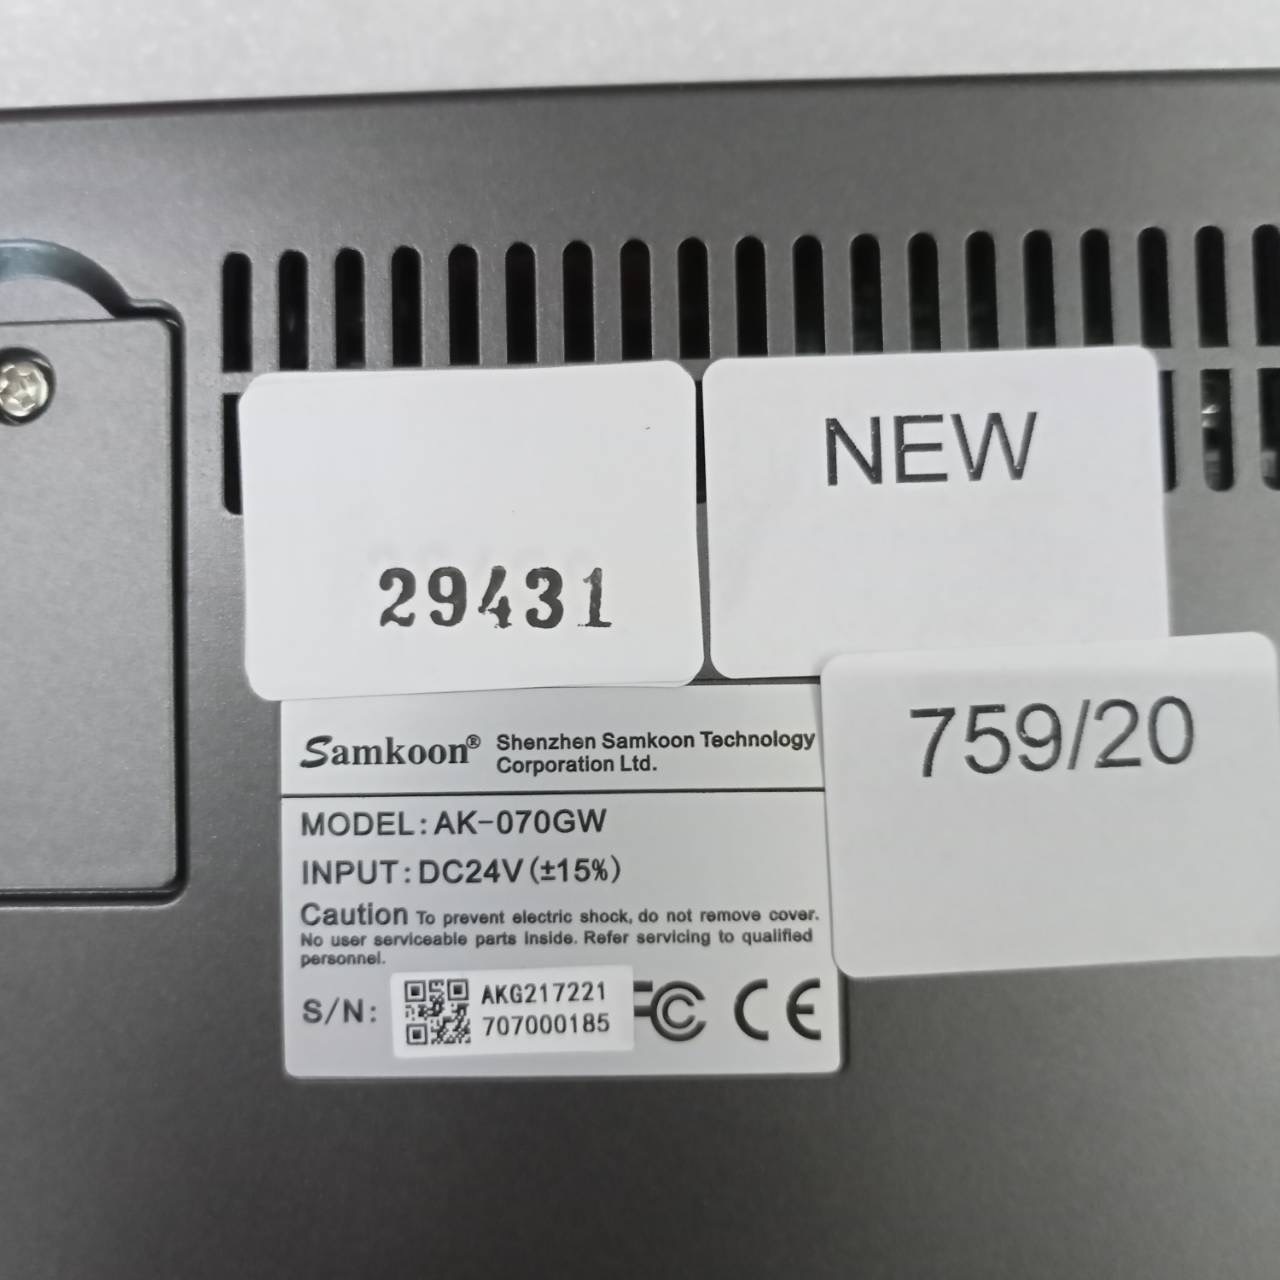 NEW
29431
759/20
Samkoon® Shenzhen Samkoon Technology
Corporation Ltd.
MODEL: AK-070GW
INPUT: DC24V (±15%)
Caution To prevent electric shock, do not remove cover.
No user serviceable parts Inside. Refer servicing to qualified
personnel.
S/N: AKG217221
707000185
FC CE